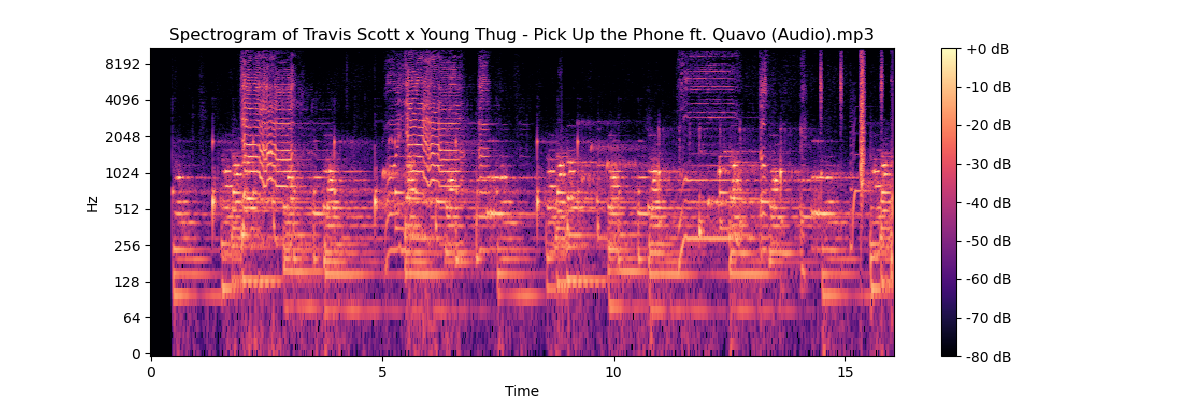 Spectrogram of Travis Scott x Young Thug - Pick Up the Phone ft. Quavo (Audio).mp3
Hz
8192
4096
2048
1024
512
256
128
64
0
0
5
10
15
Time
+0 dB
-10 dB
-20 dB
-30 dB
-40 dB
-50 dB
-60 dB
-70 dB
-80 dB